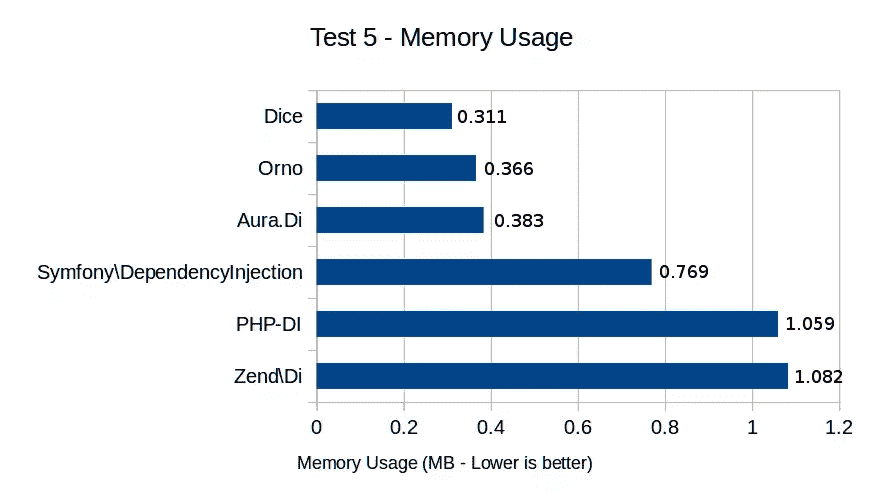 Test 5 - Memory Usage
Dice 0.311
Orno 0.366
Aura.Di 0.383
Symfony\DependencyInjection 0.769
PHP-DI 1.059
Zend\Di 1.082
0 0.2 0.4 0.6 0.8 1 1.2
Memory Usage (MB - Lower is better)